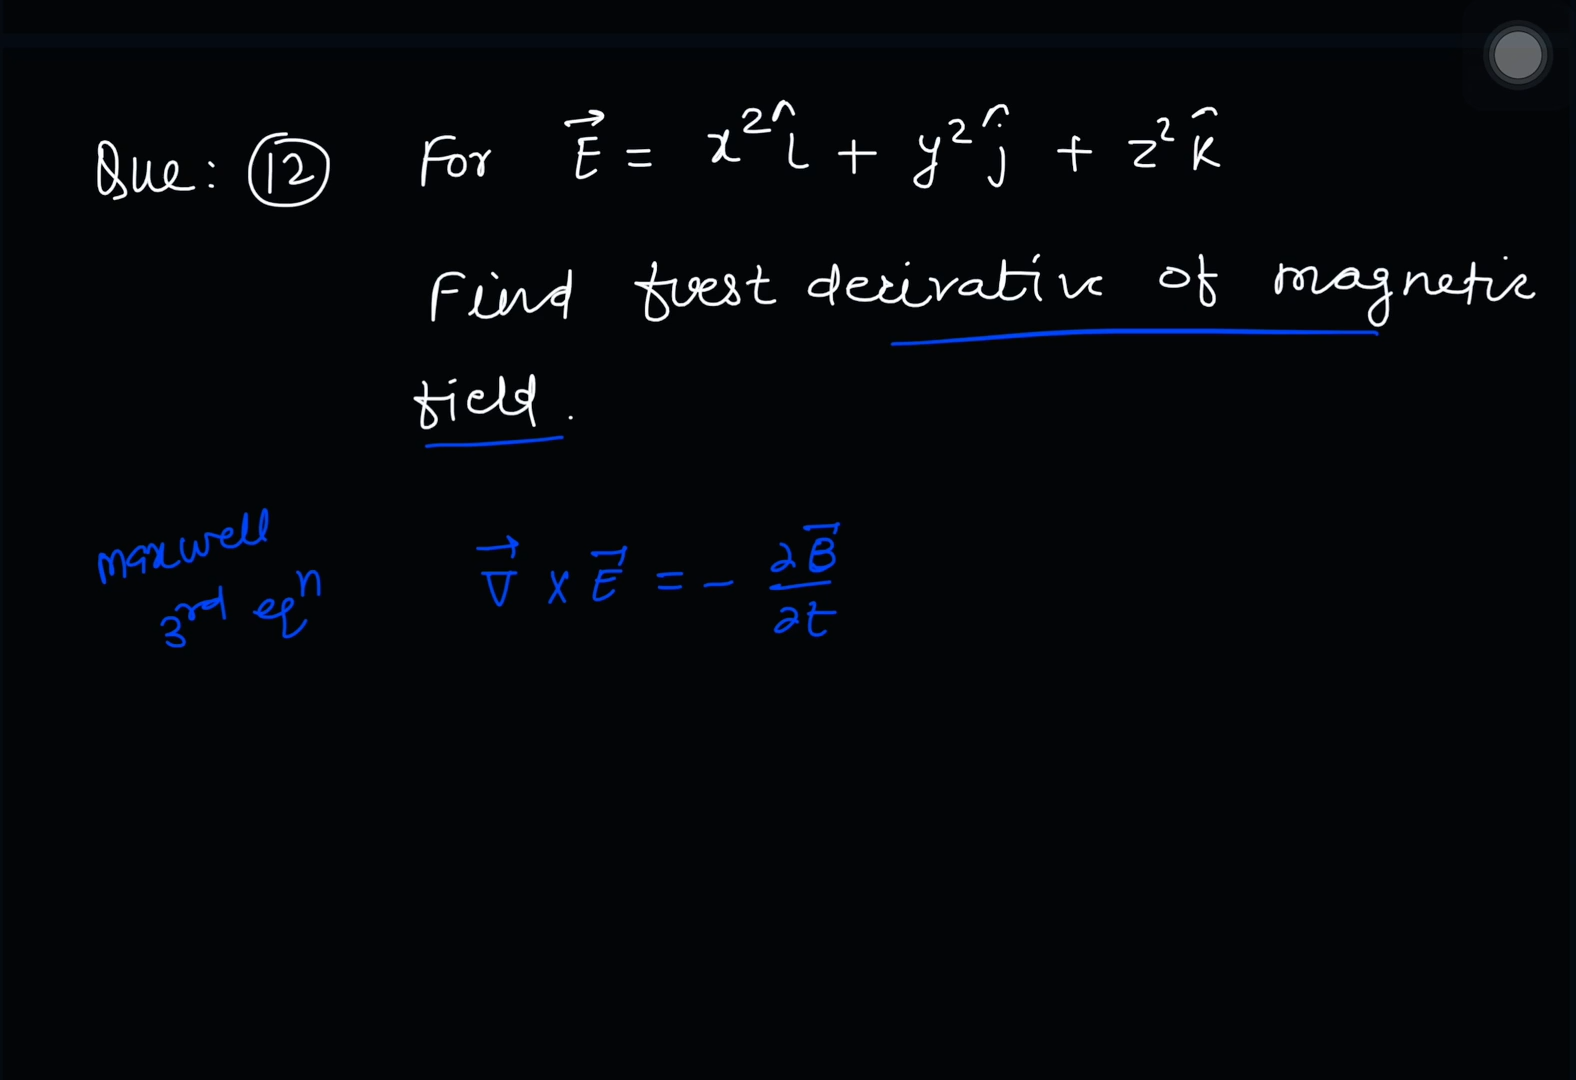 Que: (12) For E⃗ = x²î + y²ĵ + z²k̂
Find first derivative of magnetic
field.
maxwell
3rd eqn
∇⃗ × E⃗ = - ∂B⃗/∂t